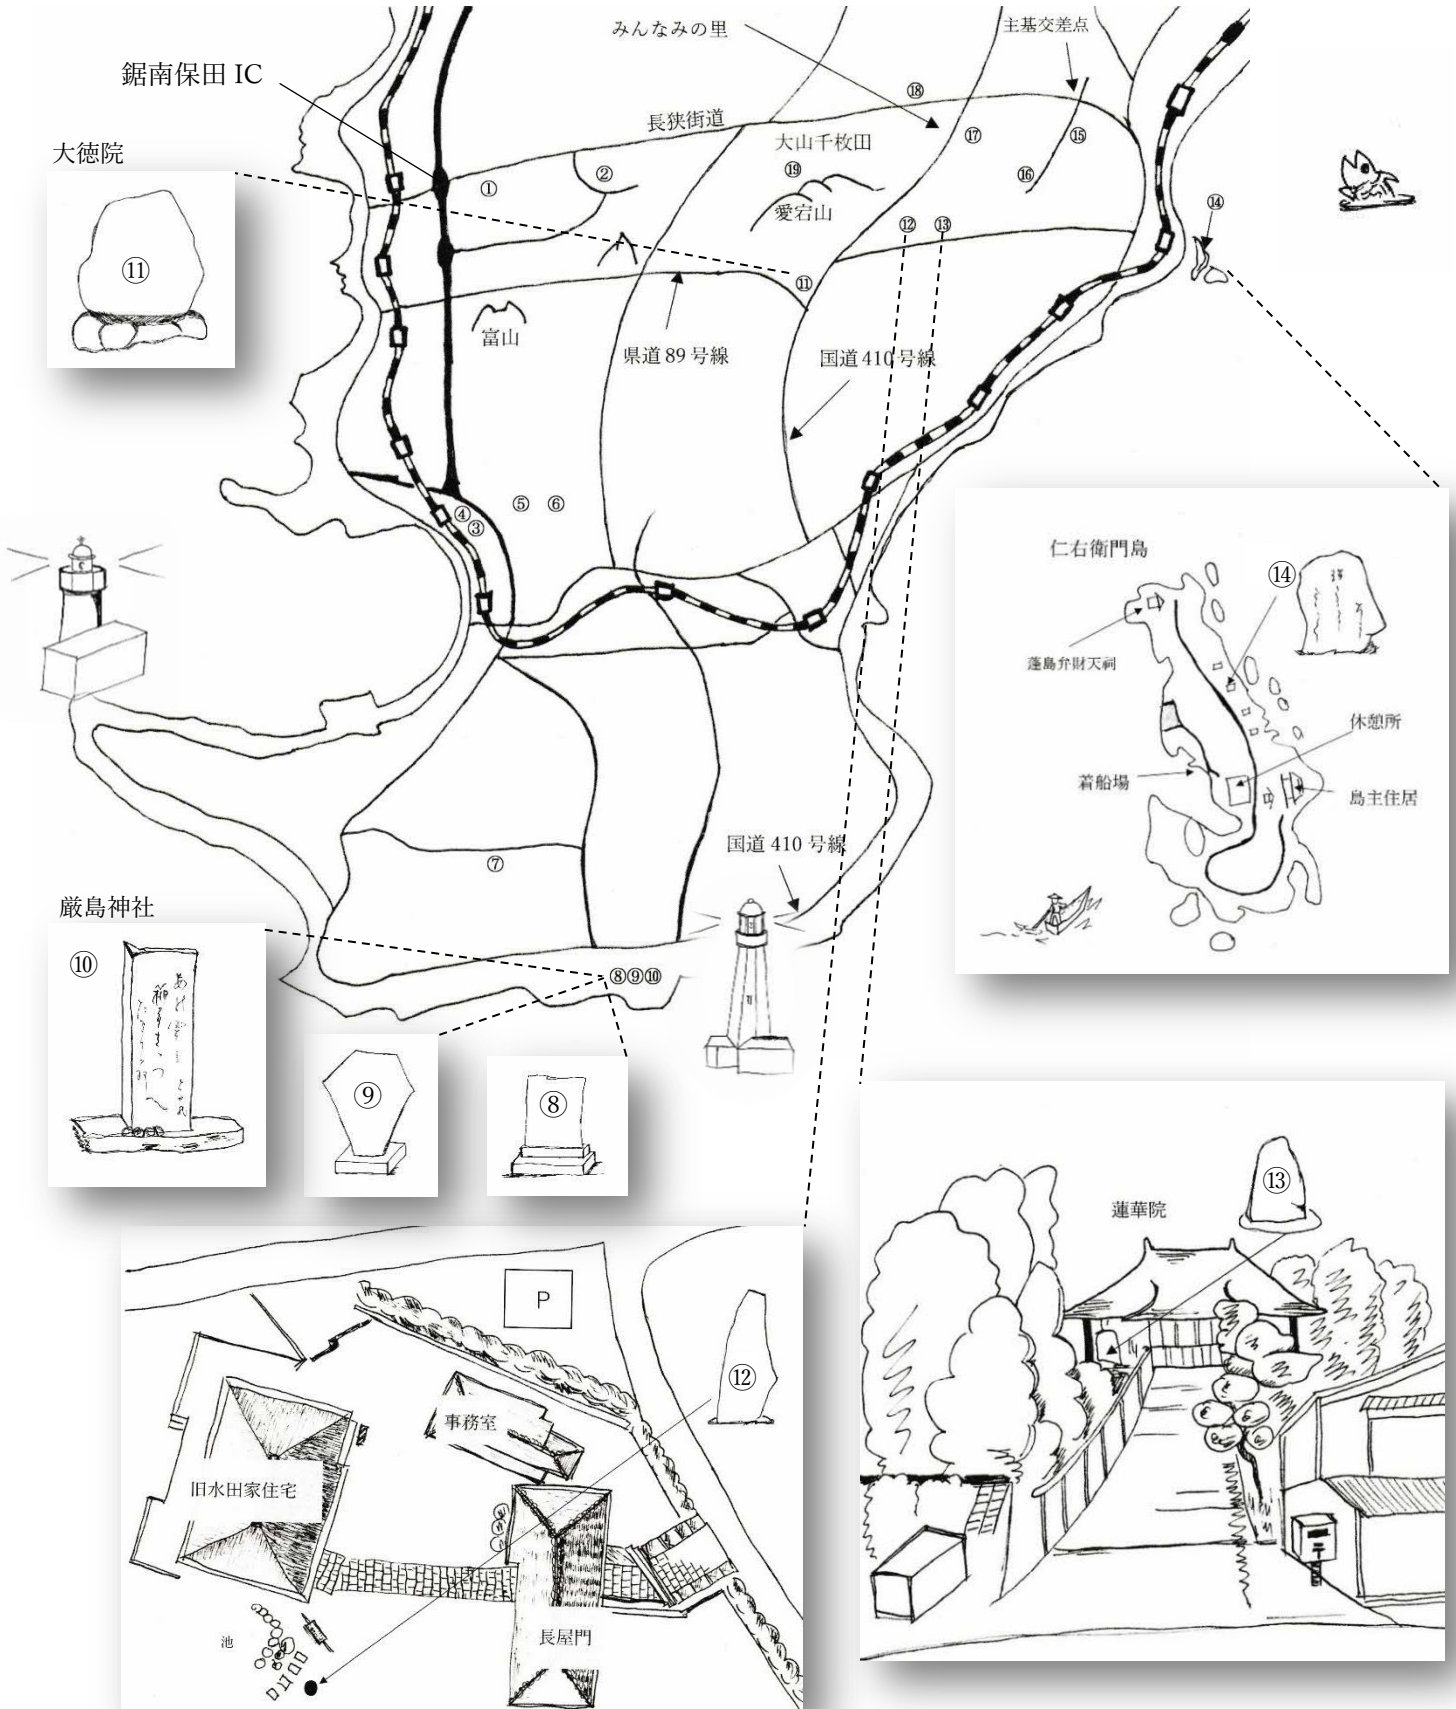 みんなみの里
主基交差点
鋸南保田 IC
⑱
長狭街道
⑰
⑮
大山千枚田
大徳院
①
②
⑲
⑯
愛宕山
⑭
⑫
⑬
⑪
⑪
富山
県道 89 号線
国道 410 号線
⑤
⑥
④
③
仁右衛門島
⑭
蓬島弁財天祠
休憩所
着船場
島主住居
国道 410 号線
⑦
厳島神社
⑩
⑧⑨⑩
⑨
⑧
蓮華院
⑬
P
⑫
事務室
旧水田家住宅
長屋門
池
〒